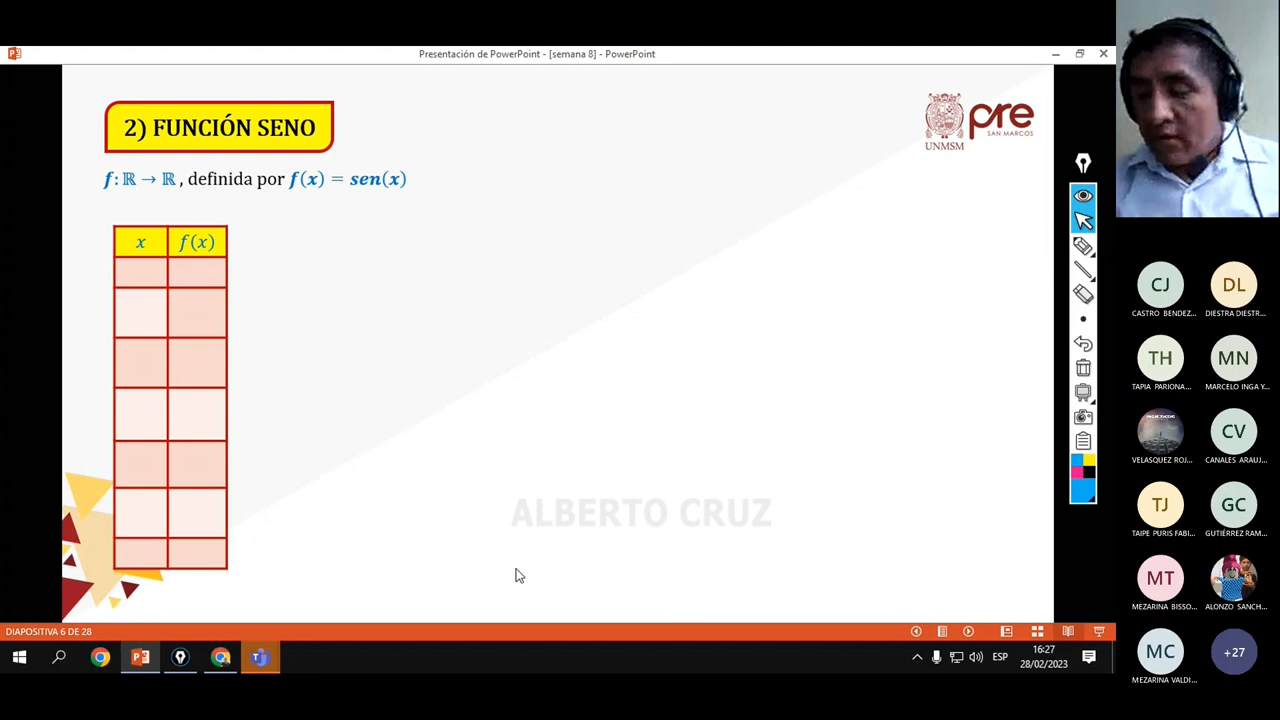 Presentación de PowerPoint - [semana 8] - PowerPoint
2) FUNCIÓN SENO
pre
SAN MARCOS
UNMSM
f: ℝ → ℝ , definida por f(x) = sen(x)
x f(x)
ALBERTO CRUZ
DIAPOSITIVA 6 DE 28
ESP
16:27
28/02/2023
CJ
CASTRO BENDEZ...
DL
DIESTRA DIESTR...
TH
TAPIA PARIONA...
MN
MARCELO INGA Y...
VELASQUEZ ROJ...
CV
CANALES ARAUJ...
TJ
TAIPE PURIS FABI...
GC
GUTIÉRREZ RAM...
MT
MEZARINA BISSO...
ALONZO SANCH...
MC
MEZARINA VALDI...
+27